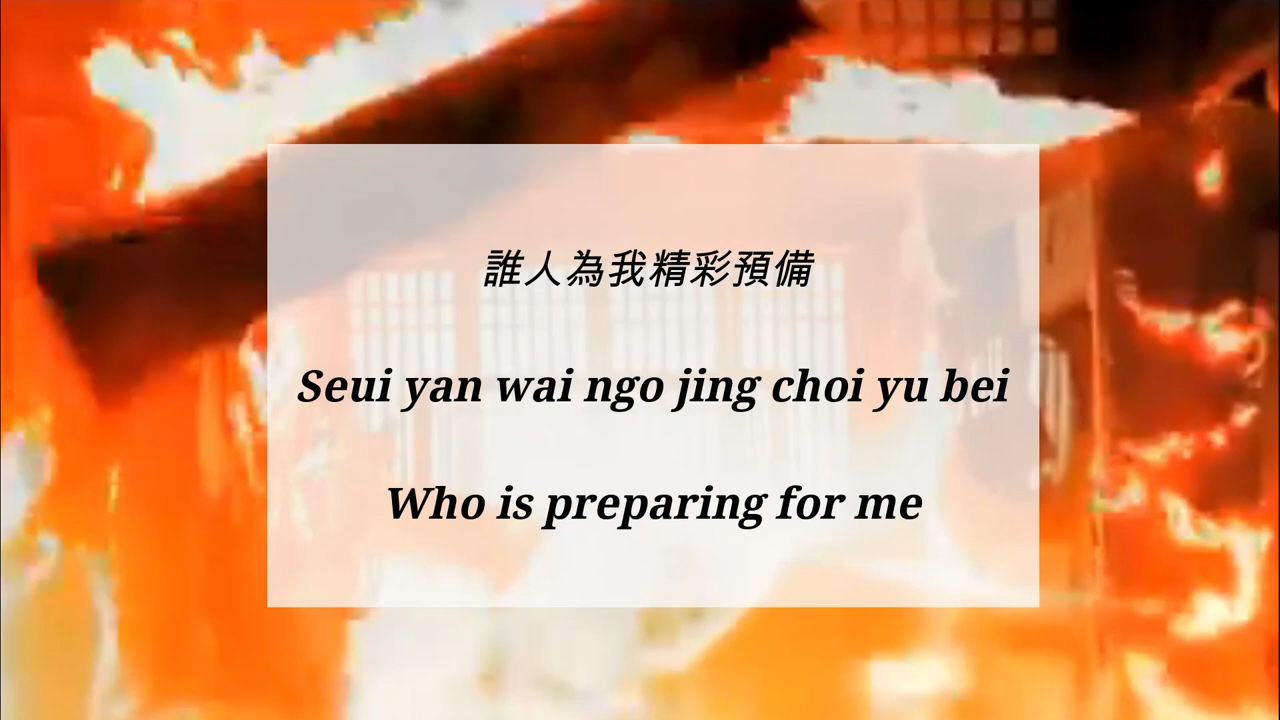 誰人為我精彩預備
Seui yan wai ngo jing choi yu bei
Who is preparing for me